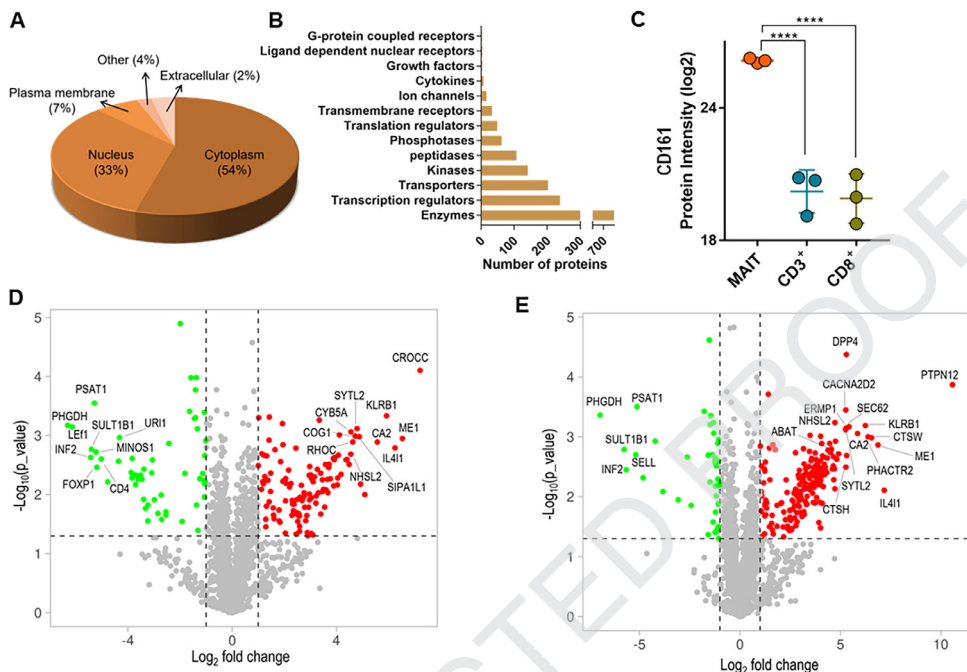 A
Other (4%)
Extracellular (2%)
Plasma membrane
(7%)
Nucleus
(33%)
Cytoplasm
(54%)
B
G-protein coupled receptors
Ligand dependent nuclear receptors
Growth factors
Cytokines
Ion channels
Transmembrane receptors
Translation regulators
Phosphotases
peptidases
Kinases
Transporters
Transcription regulators
Enzymes
0 100 200 300 700
Number of proteins
C
****
****
CD161
Protein Intensity (log2)
24
18
MAIT
CD3+
CD8+
D
5
4
3
2
1
0
-Log10(p_value)
CROCC
PSAT1
SYTL2
KLRB1
PHGDH
SULT1B1
URI1
CYB5A
ME1
LEf1
COG1
CA2
INF2
MINOS1
RHOC
IL4I1
FOXP1
CD4
NHSL2
SIPA1L1
-4 0 4
Log2 fold change
E
5
4
3
2
1
0
-Log10(p_value)
DPP4
PTPN12
CACNA2D2
PHGDH
PSAT1
ERMP1
SEC62
NHSL2
KLRB1
SULT1B1
ABAT
CTSW
CA2
ME1
SELL
PHACTR2
INF2
SYTL2
CTSH
IL4I1
-5 0 5 10
Log2 fold change
STED PROOF